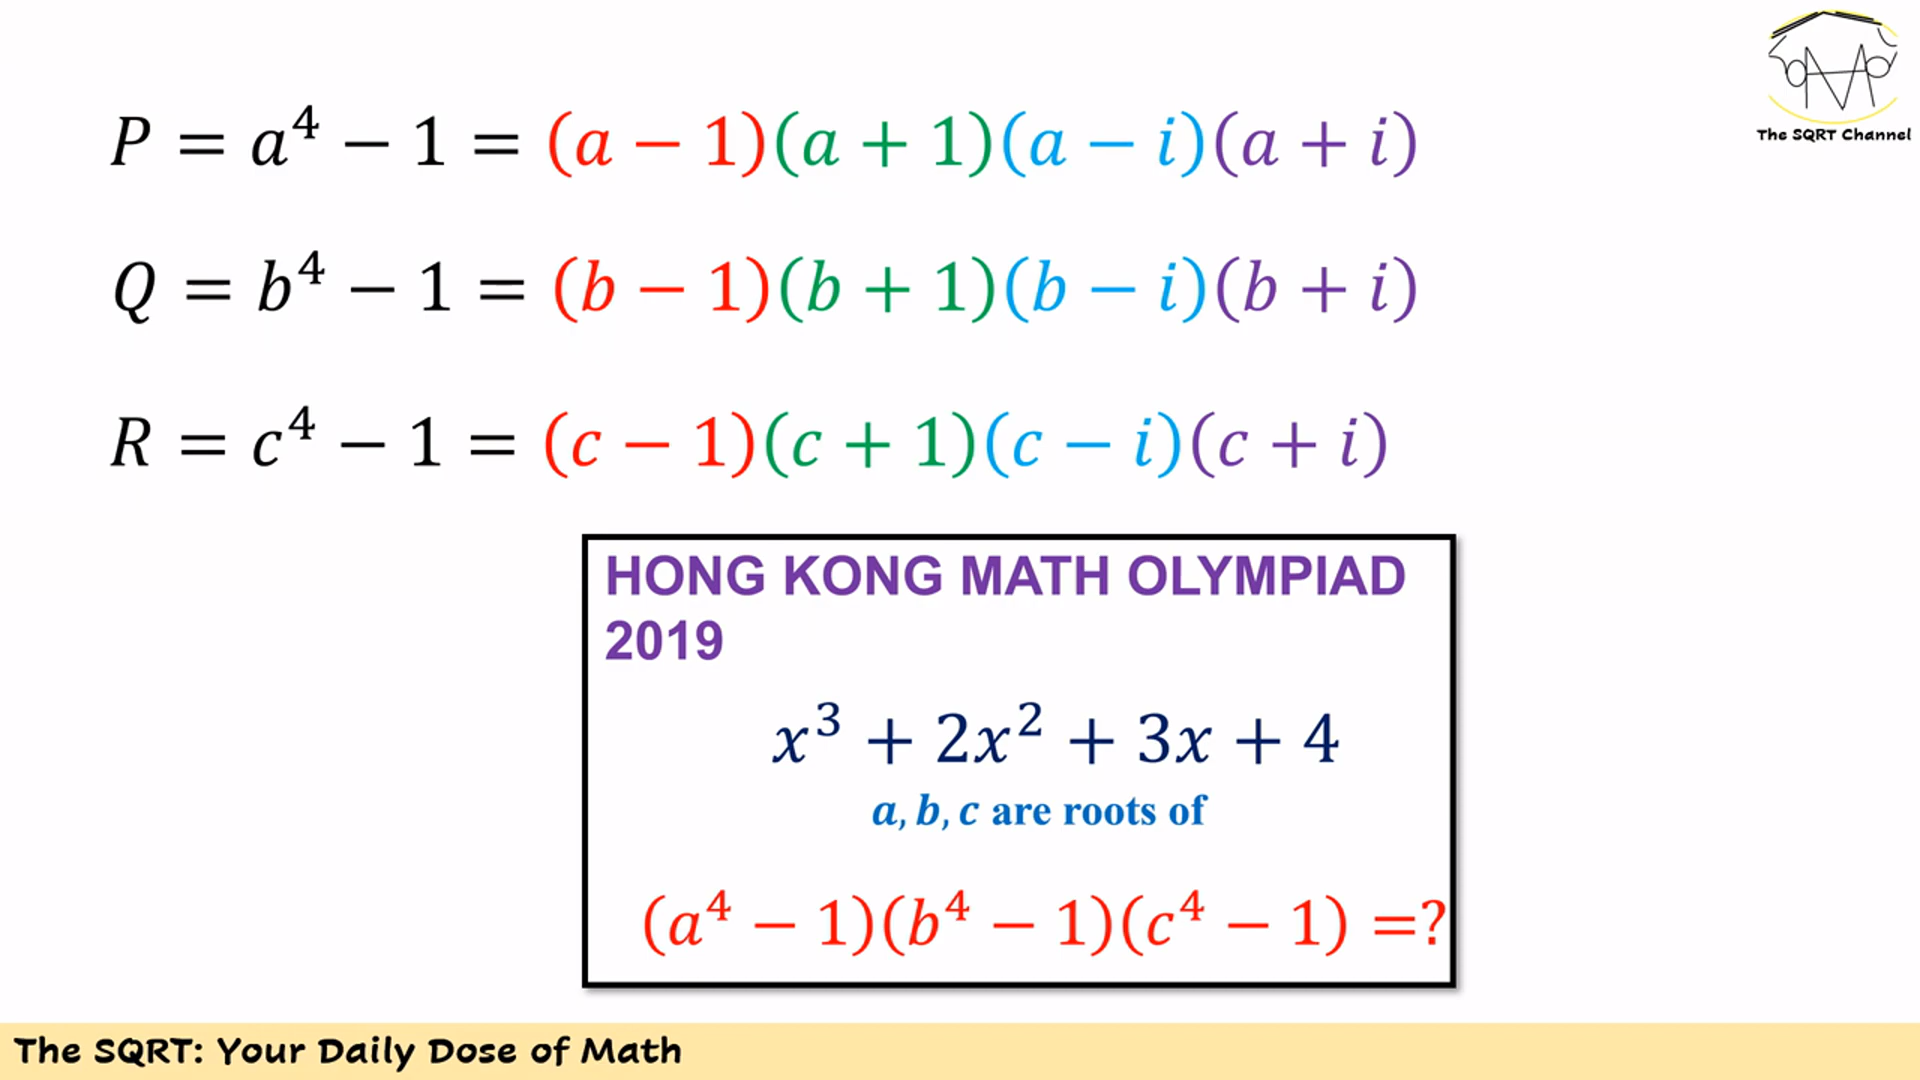 The SQRT Channel
P = a⁴ − 1 = (a − 1)(a + 1)(a − i)(a + i)
Q = b⁴ − 1 = (b − 1)(b + 1)(b − i)(b + i)
R = c⁴ − 1 = (c − 1)(c + 1)(c − i)(c + i)
HONG KONG MATH OLYMPIAD
2019
x³ + 2x² + 3x + 4
a, b, c are roots of
(a⁴ − 1)(b⁴ − 1)(c⁴ − 1) =?
The SQRT: Your Daily Dose of Math